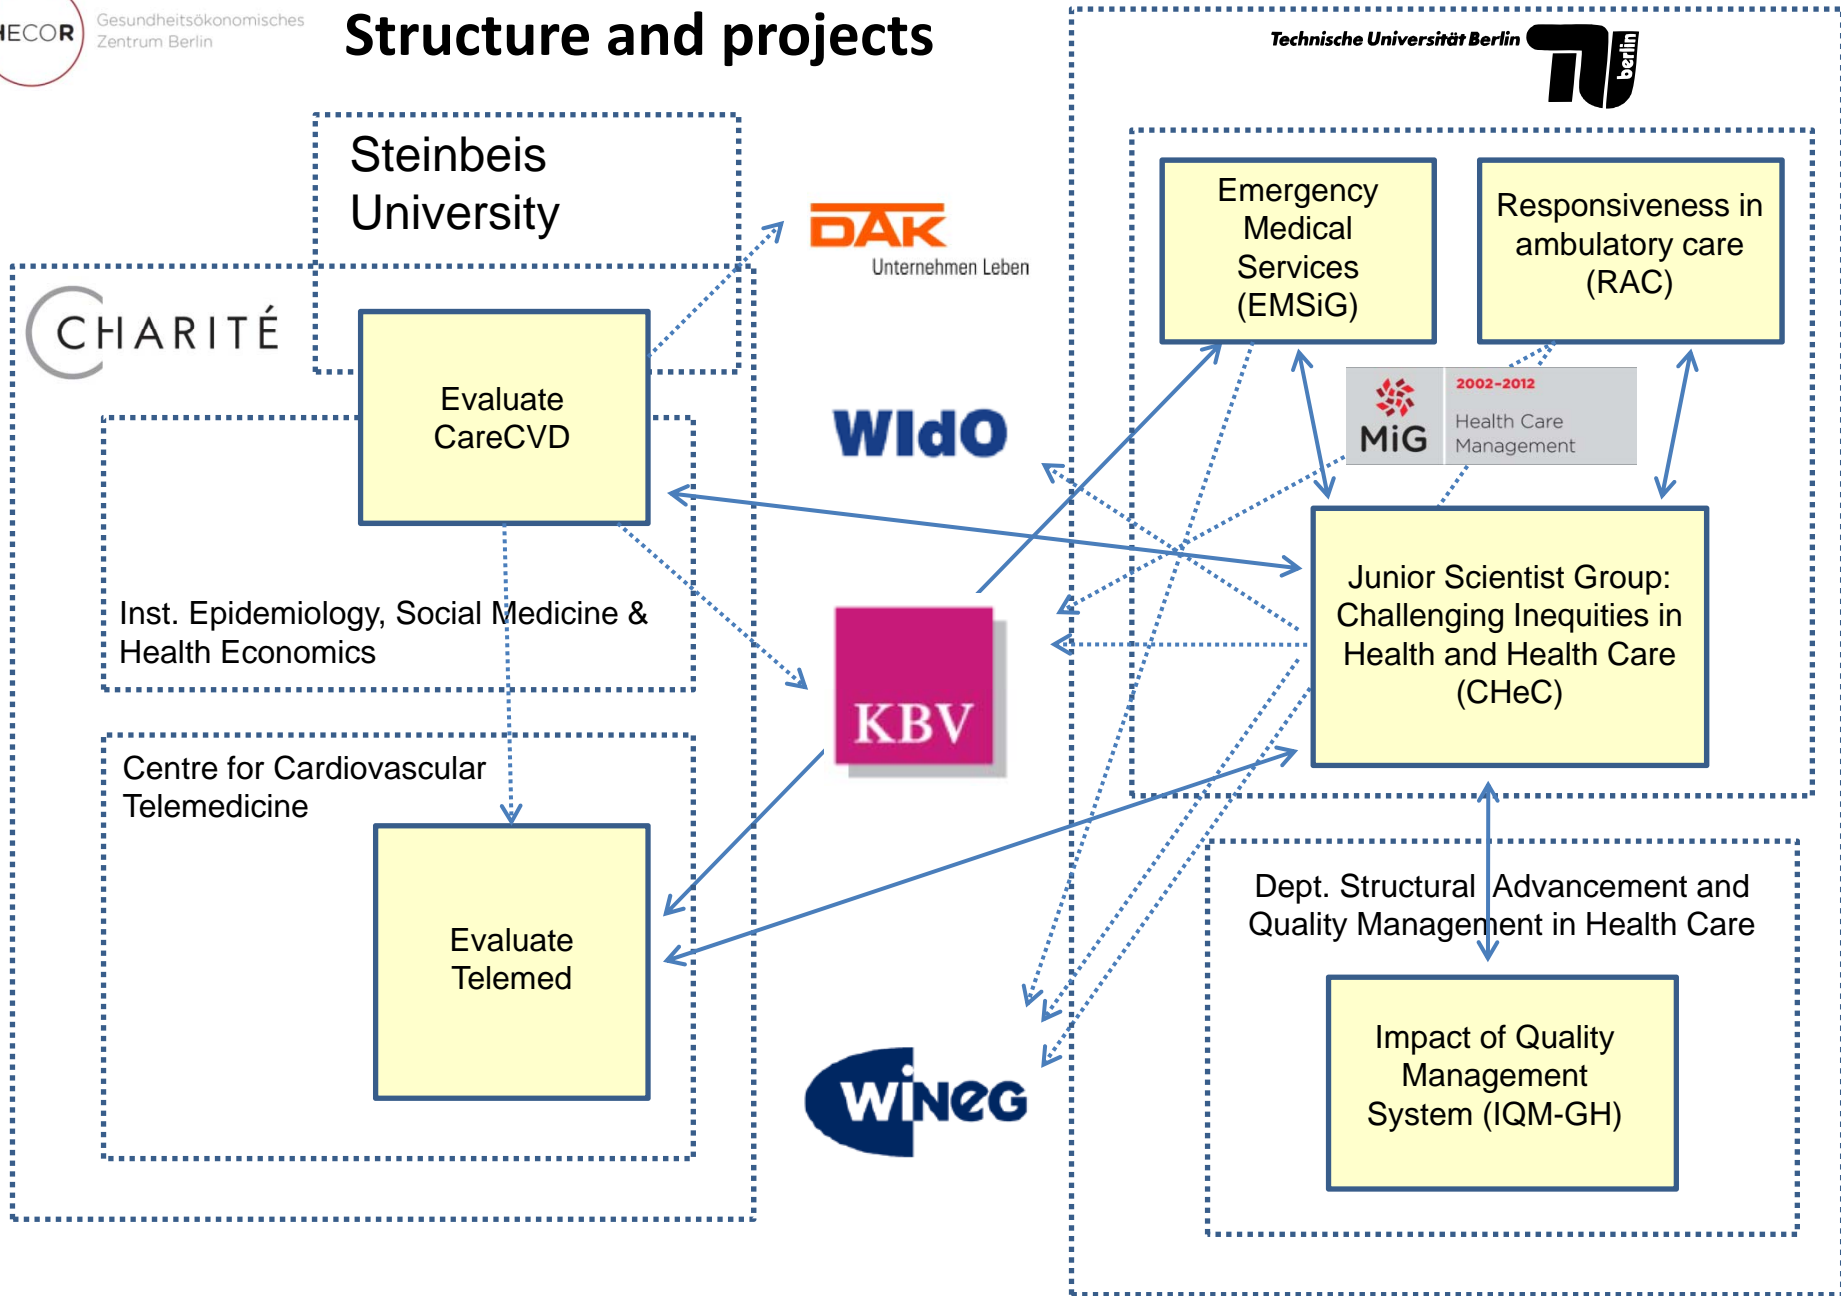 HECOR
Gesundheitsökonomisches
Zentrum Berlin
Structure and projects
Technische Universität Berlin
berlin
Steinbeis
University
DAK
Unternehmen Leben
CHARITÉ
Emergency
Medical
Services
(EMSiG)
Responsiveness in
ambulatory care
(RAC)
Evaluate
CareCVD
WIdO
MiG
2002-2012
Health Care
Management
Inst. Epidemiology, Social Medicine &
Health Economics
Junior Scientist Group:
Challenging Inequities in
Health and Health Care
(CHeC)
KBV
Centre for Cardiovascular
Telemedicine
Evaluate
Telemed
Dept. Structural Advancement and
Quality Management in Health Care
WiNeG
Impact of Quality
Management
System (IQM-GH)